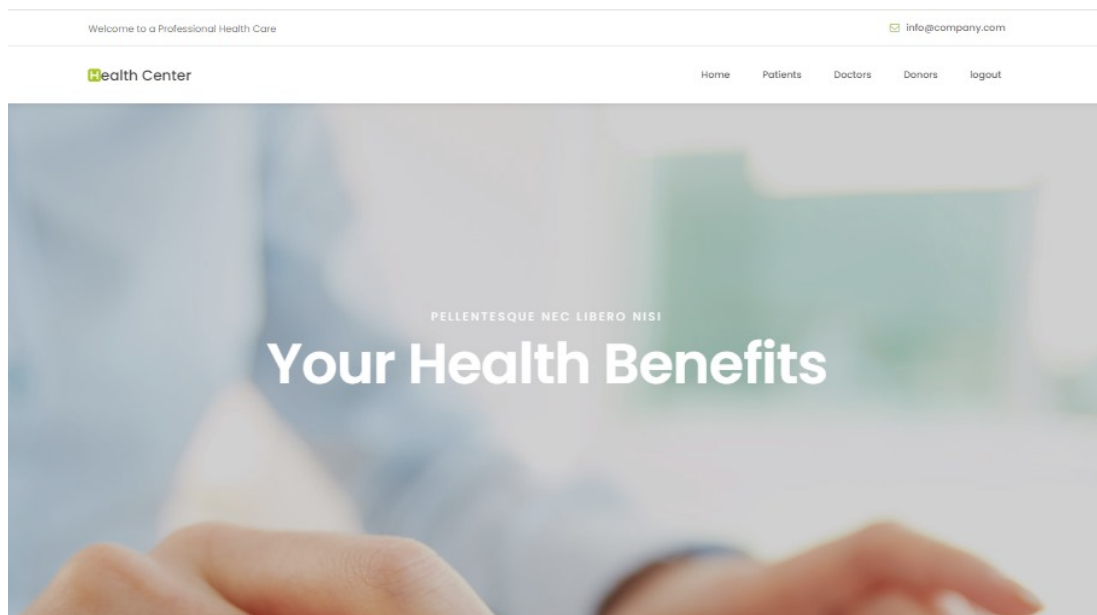 Welcome to a Professional Health Care
info@company.com
Health Center
Home Patients Doctors Donors logout
PELLENTESQUE NEC LIBERO NISI
Your Health Benefits